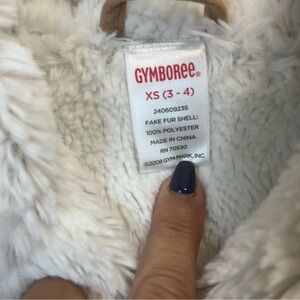 GYMBOREE®
XS (3 - 4)
240609235
FAKE FUR SHELL:
100% POLYESTER
MADE IN CHINA
RN 70530
©2008 GYM-MARK, INC.